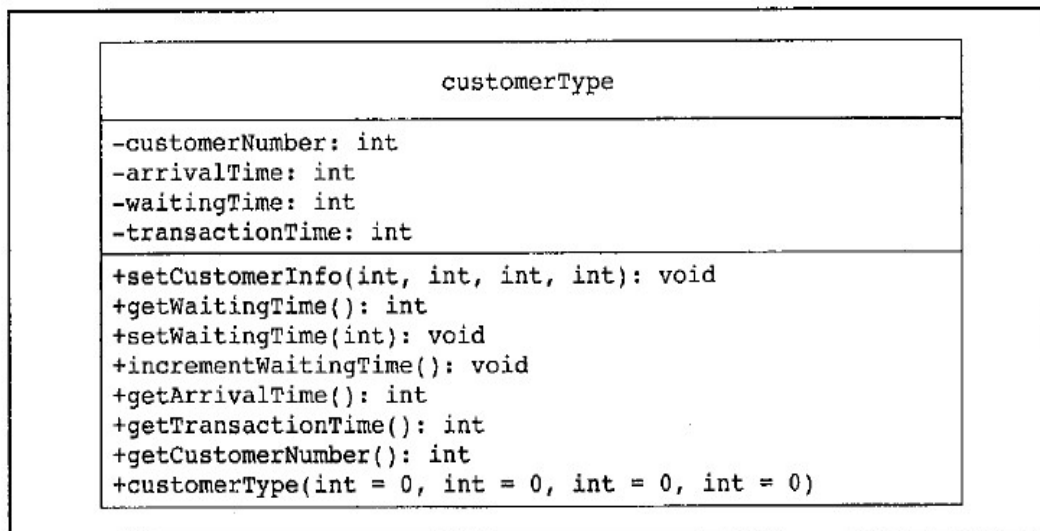 customerType
-customerNumber: int
-arrivalTime: int
-waitingTime: int
-transactionTime: int
+setCustomerInfo(int, int, int, int): void
+getWaitingTime(): int
+setWaitingTime(int): void
+incrementWaitingTime(): void
+getArrivalTime(): int
+getTransactionTime(): int
+getCustomerNumber(): int
+customerType(int = 0, int = 0, int = 0, int = 0)